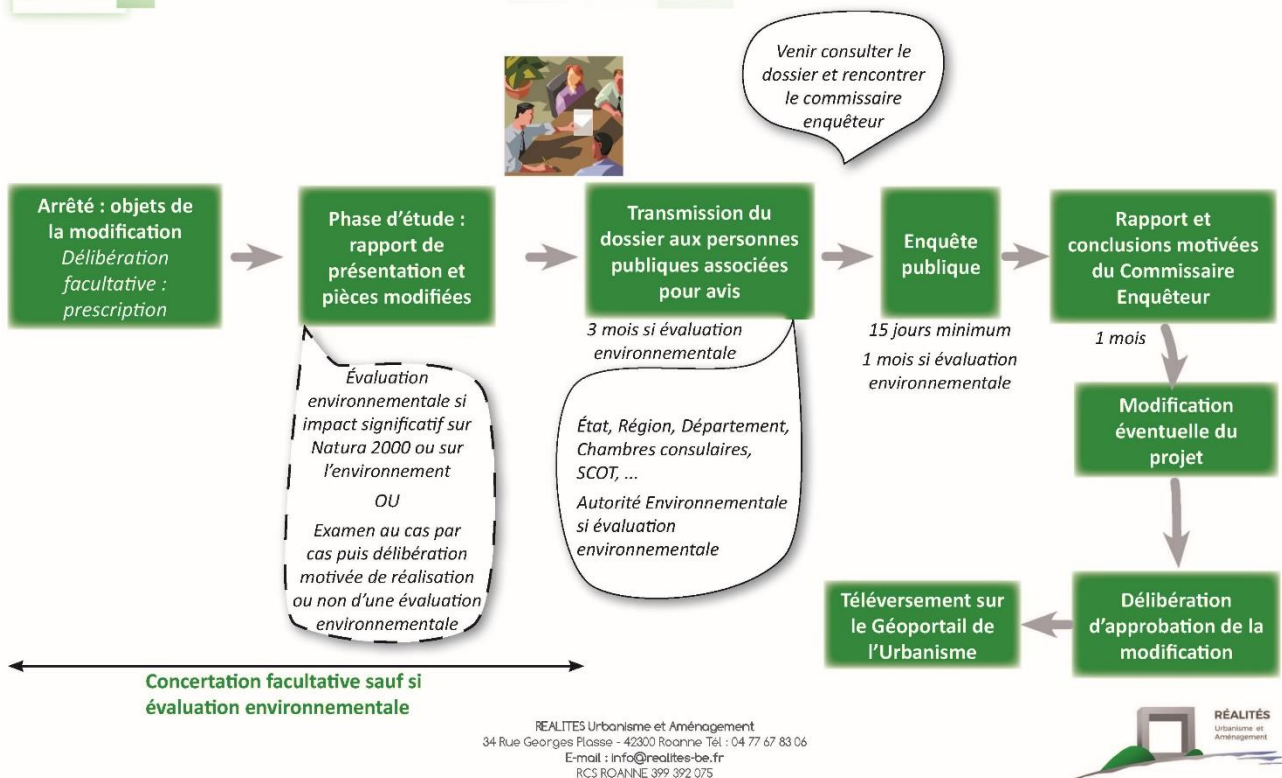 Venir consulter le
dossier et rencontrer
le commissaire
enquêteur
Arrêté : objets de
la modification
Délibération
facultative :
prescription
Phase d'étude :
rapport de
présentation et
pièces modifiées
Transmission du
dossier aux personnes
publiques associées
pour avis
Enquête
publique
Rapport et
conclusions motivées
du Commissaire
Enquêteur
3 mois si évaluation
environnementale
15 jours minimum
1 mois si évaluation
environnementale
1 mois
Évaluation
environnementale si
impact significatif sur
Natura 2000 ou sur
l'environnement
OU
Examen au cas par
cas puis délibération
motivée de réalisation
ou non d'une évaluation
environnementale
État, Région, Département,
Chambres consulaires,
SCOT, ...
Autorité Environnementale
si évaluation
environnementale
Modification
éventuelle du
projet
Délibération
d'approbation de la
modification
Téléversement sur
le Géoportail de
l'Urbanisme
Concertation facultative sauf si
évaluation environnementale
REALITES Urbanisme et Aménagement
34 Rue Georges Plasse - 42300 Roanne Tél : 04 77 67 83 06
E-mail : info@realites-be.fr
RCS ROANNE 399 392 075
RÉALITÉS
Urbanisme et
Aménagement